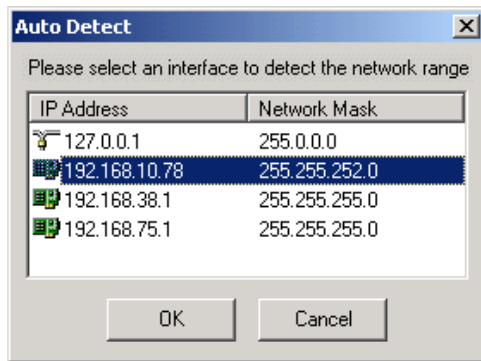 Auto Detect
Please select an interface to detect the network range
IP Address Network Mask
127.0.0.1 255.0.0.0
192.168.10.78 255.255.252.0
192.168.38.1 255.255.255.0
192.168.75.1 255.255.255.0
OK Cancel